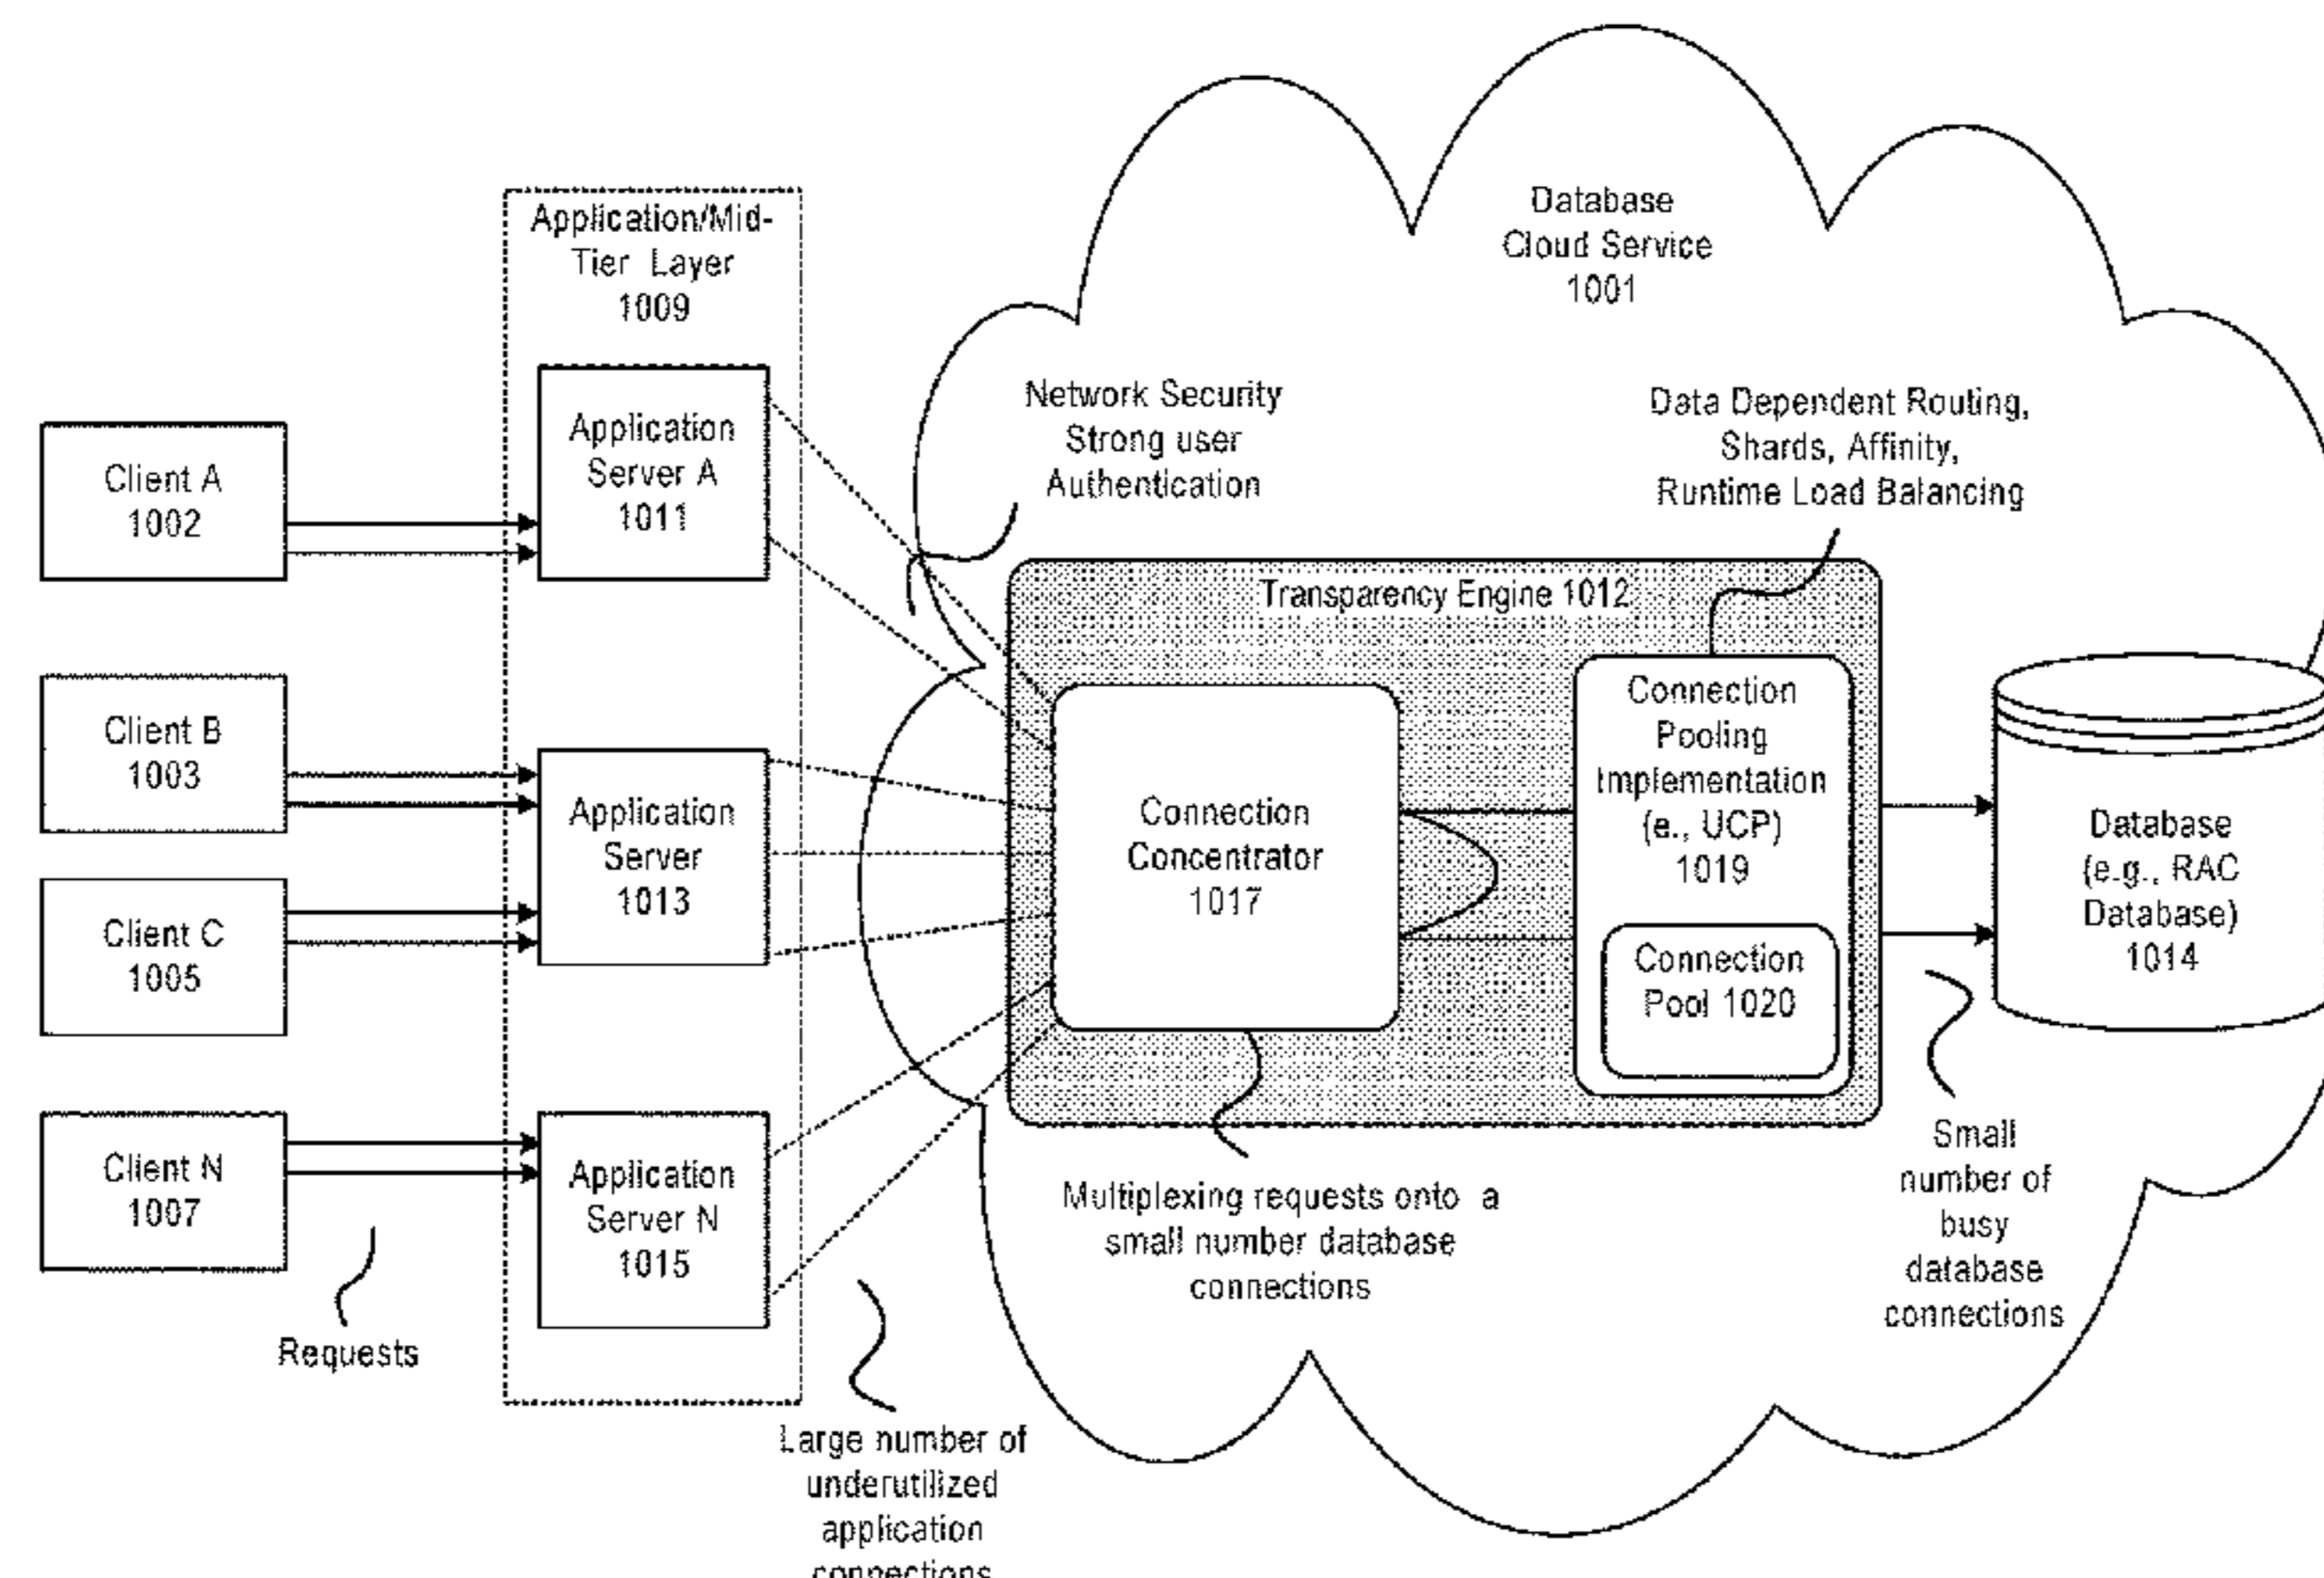 Database
Cloud Service
1001
Application/Mid-
Tier Layer
1009
Network Security
Strong user
Authentication
Data Dependent Routing,
Shards, Affinity,
Runtime Load Balancing
Client A
1002
Application
Server A
1011
Transparency Engine 1012
Client B
1003
Application
Server
1013
Client C
1005
Connection
Concentrator
1017
Connection
Pooling
Implementation
(e., UCP)
1019
Connection
Pool 1020
Database
(e.g., RAC
Database)
1014
Client N
1007
Application
Server N
1015
Requests
Multiplexing requests onto a
small number database
connections
Small
number of
busy
database
connections
Large number of
underutilized
application
connections